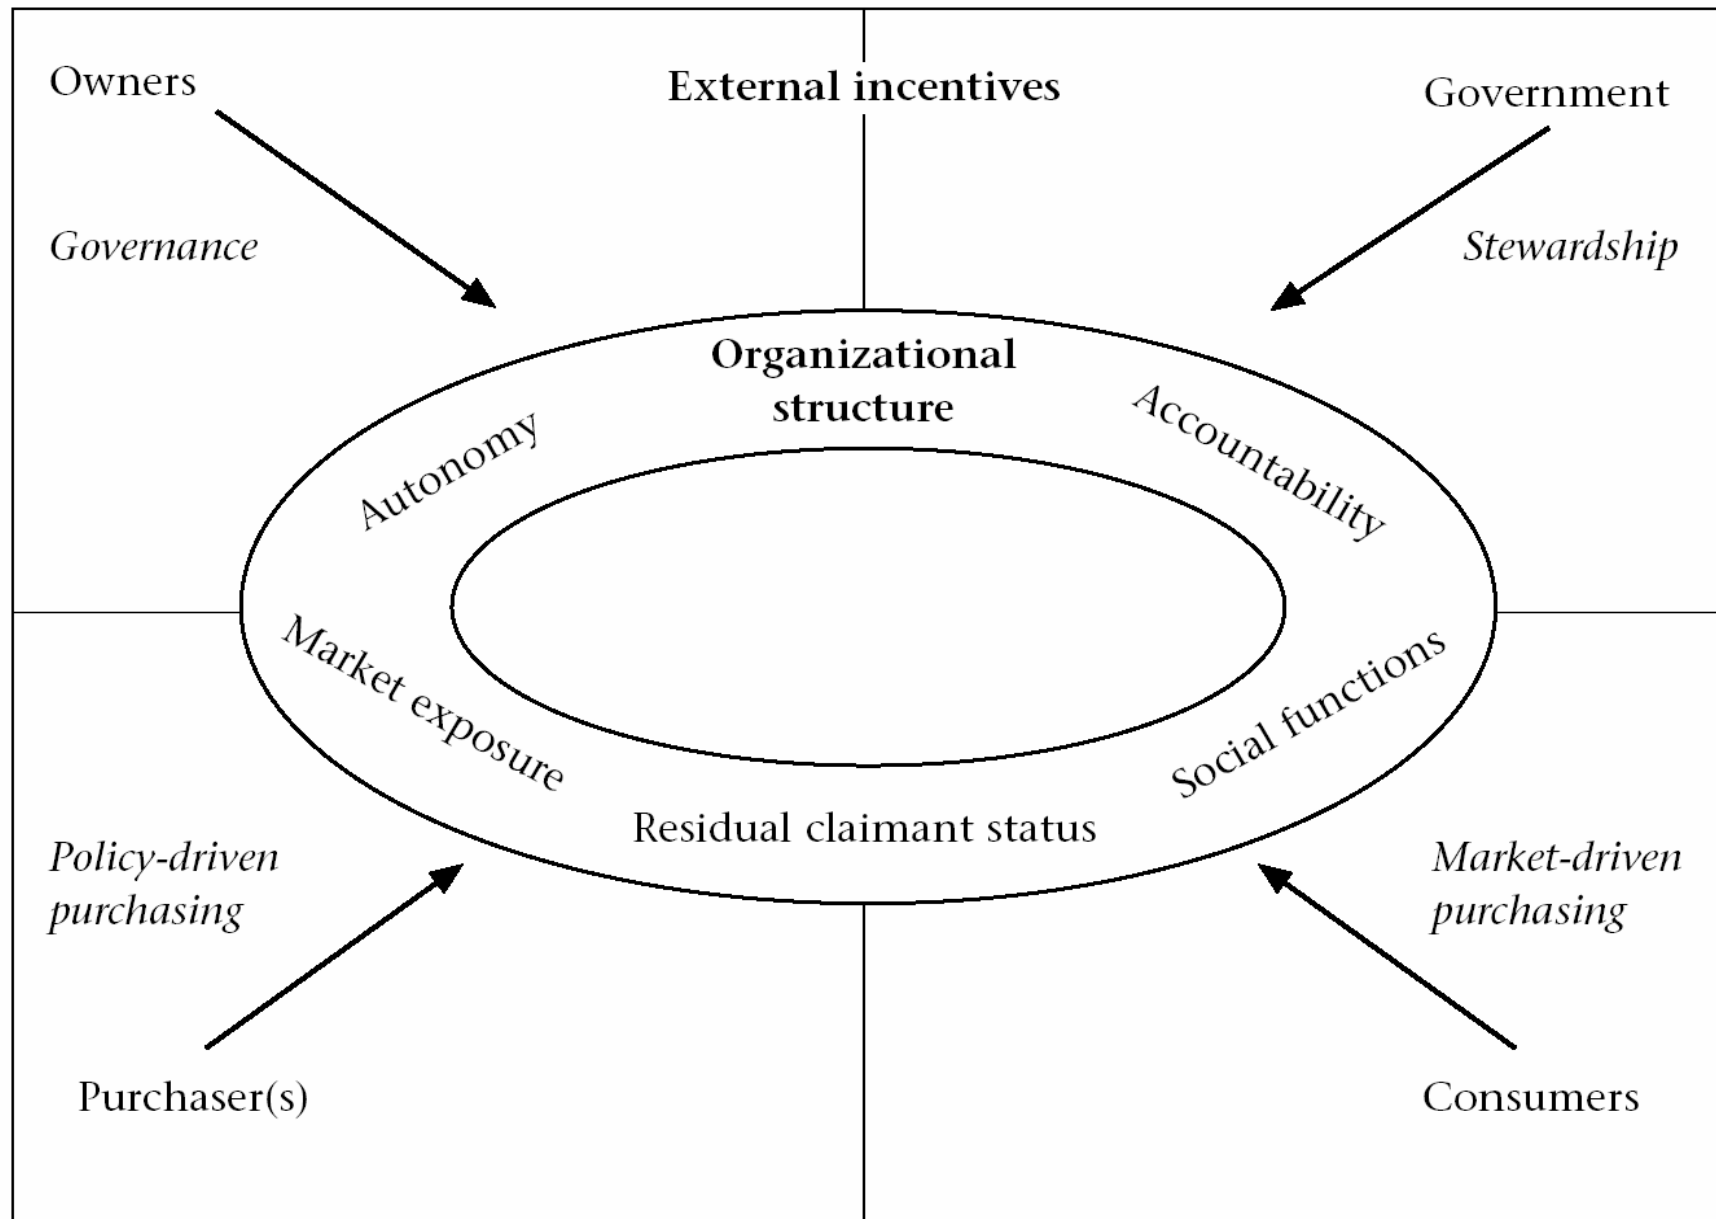 Owners
External incentives
Government
Governance
Stewardship
Organizational
structure
Autonomy
Accountability
Market exposure
Social functions
Residual claimant status
Policy-driven
purchasing
Market-driven
purchasing
Purchaser(s)
Consumers